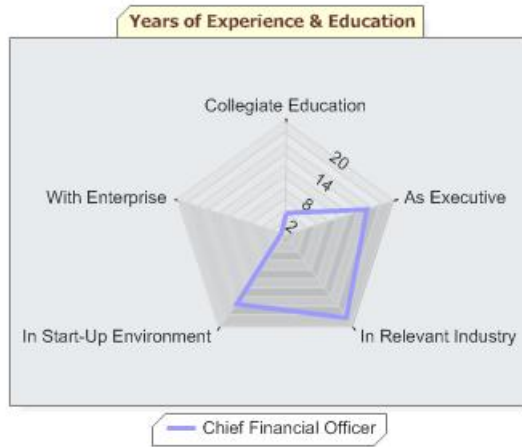 Years of Experience & Education
Collegiate Education
20
14
8
2
With Enterprise
As Executive
In Start-Up Environment
In Relevant Industry
Chief Financial Officer